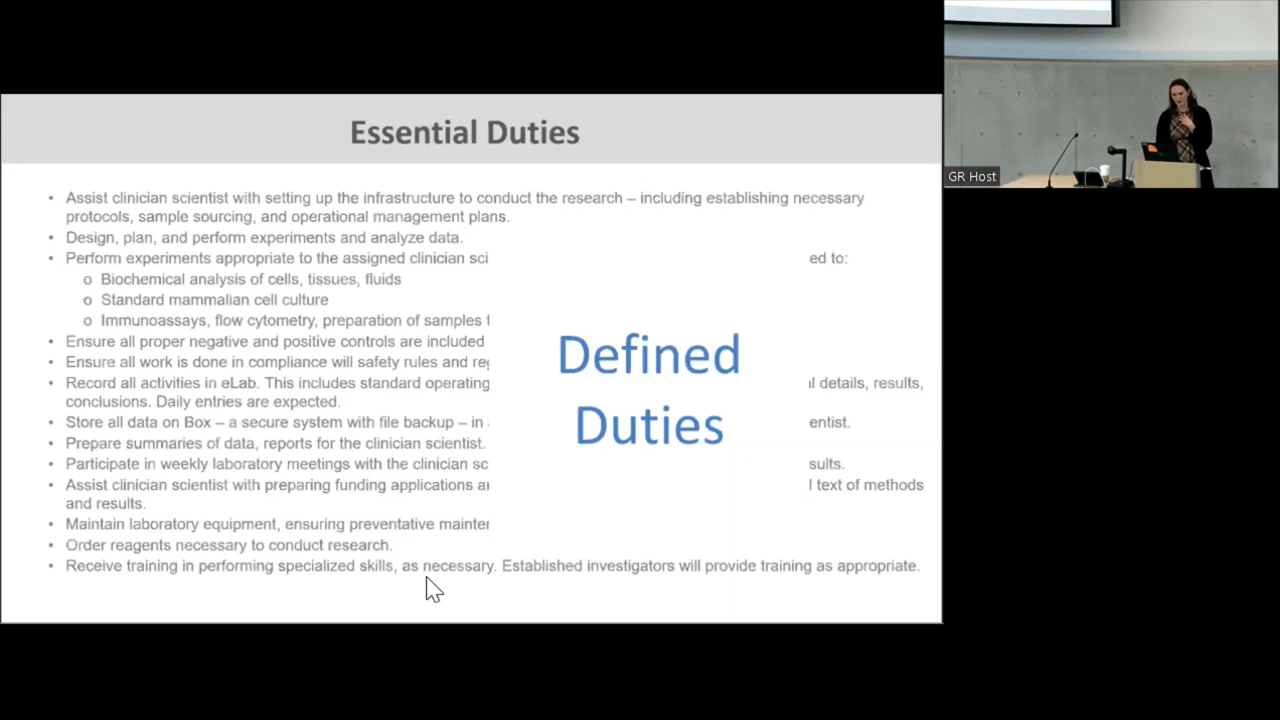 Essential Duties
GR Host
• Assist clinician scientist with setting up the infrastructure to conduct the research – including establishing necessary
protocols, sample sourcing, and operational management plans.
• Design, plan, and perform experiments and analyze data.
• Perform experiments appropriate to the assigned clinician sci ed to:
o Biochemical analysis of cells, tissues, fluids
o Standard mammalian cell culture
o Immunoassays, flow cytometry, preparation of samples
• Ensure all proper negative and positive controls are included
• Ensure all work is done in compliance will safety rules and re
• Record all activities in eLab. This includes standard operating l details, results,
conclusions. Daily entries are expected.
• Store all data on Box – a secure system with file backup – in entist.
• Prepare summaries of data, reports for the clinician scientist.
• Participate in weekly laboratory meetings with the clinician sc sults.
• Assist clinician scientist with preparing funding applications a l text of methods
and results.
• Maintain laboratory equipment, ensuring preventative mainte
• Order reagents necessary to conduct research.
• Receive training in performing specialized skills, as necessary. Established investigators will provide training as appropriate.
Defined
Duties